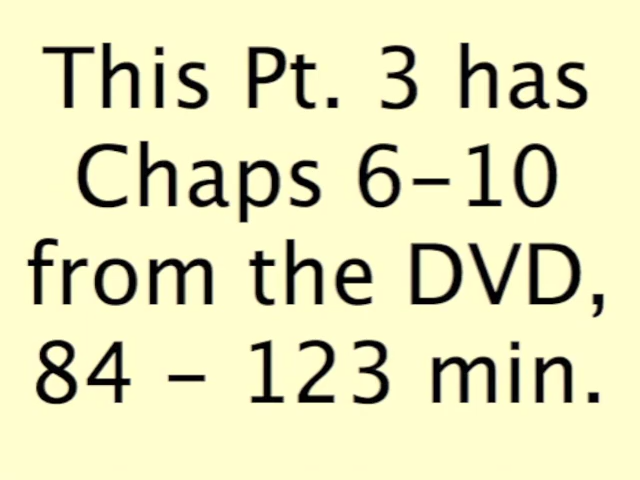 This Pt. 3 has
Chaps 6-10
from the DVD,
84 - 123 min.